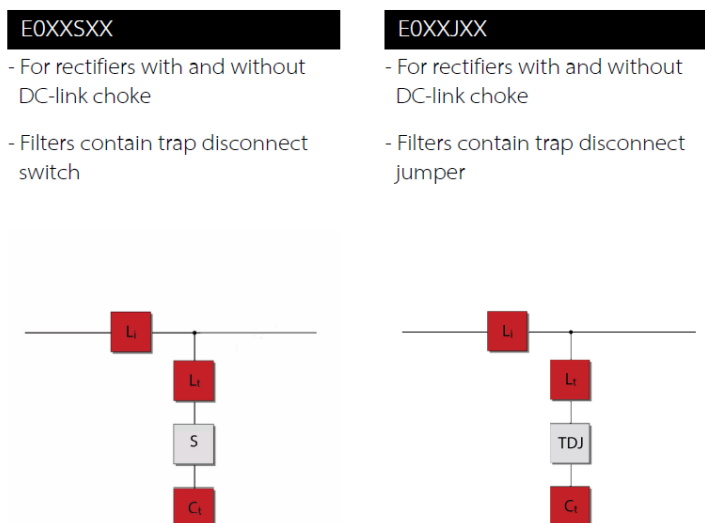 E0XXSXX
- For rectifiers with and without
DC-link choke
- Filters contain trap disconnect
switch
Li
Lt
S
Ct
E0XXJXX
- For rectifiers with and without
DC-link choke
- Filters contain trap disconnect
jumper
Li
Lt
TDJ
Ct